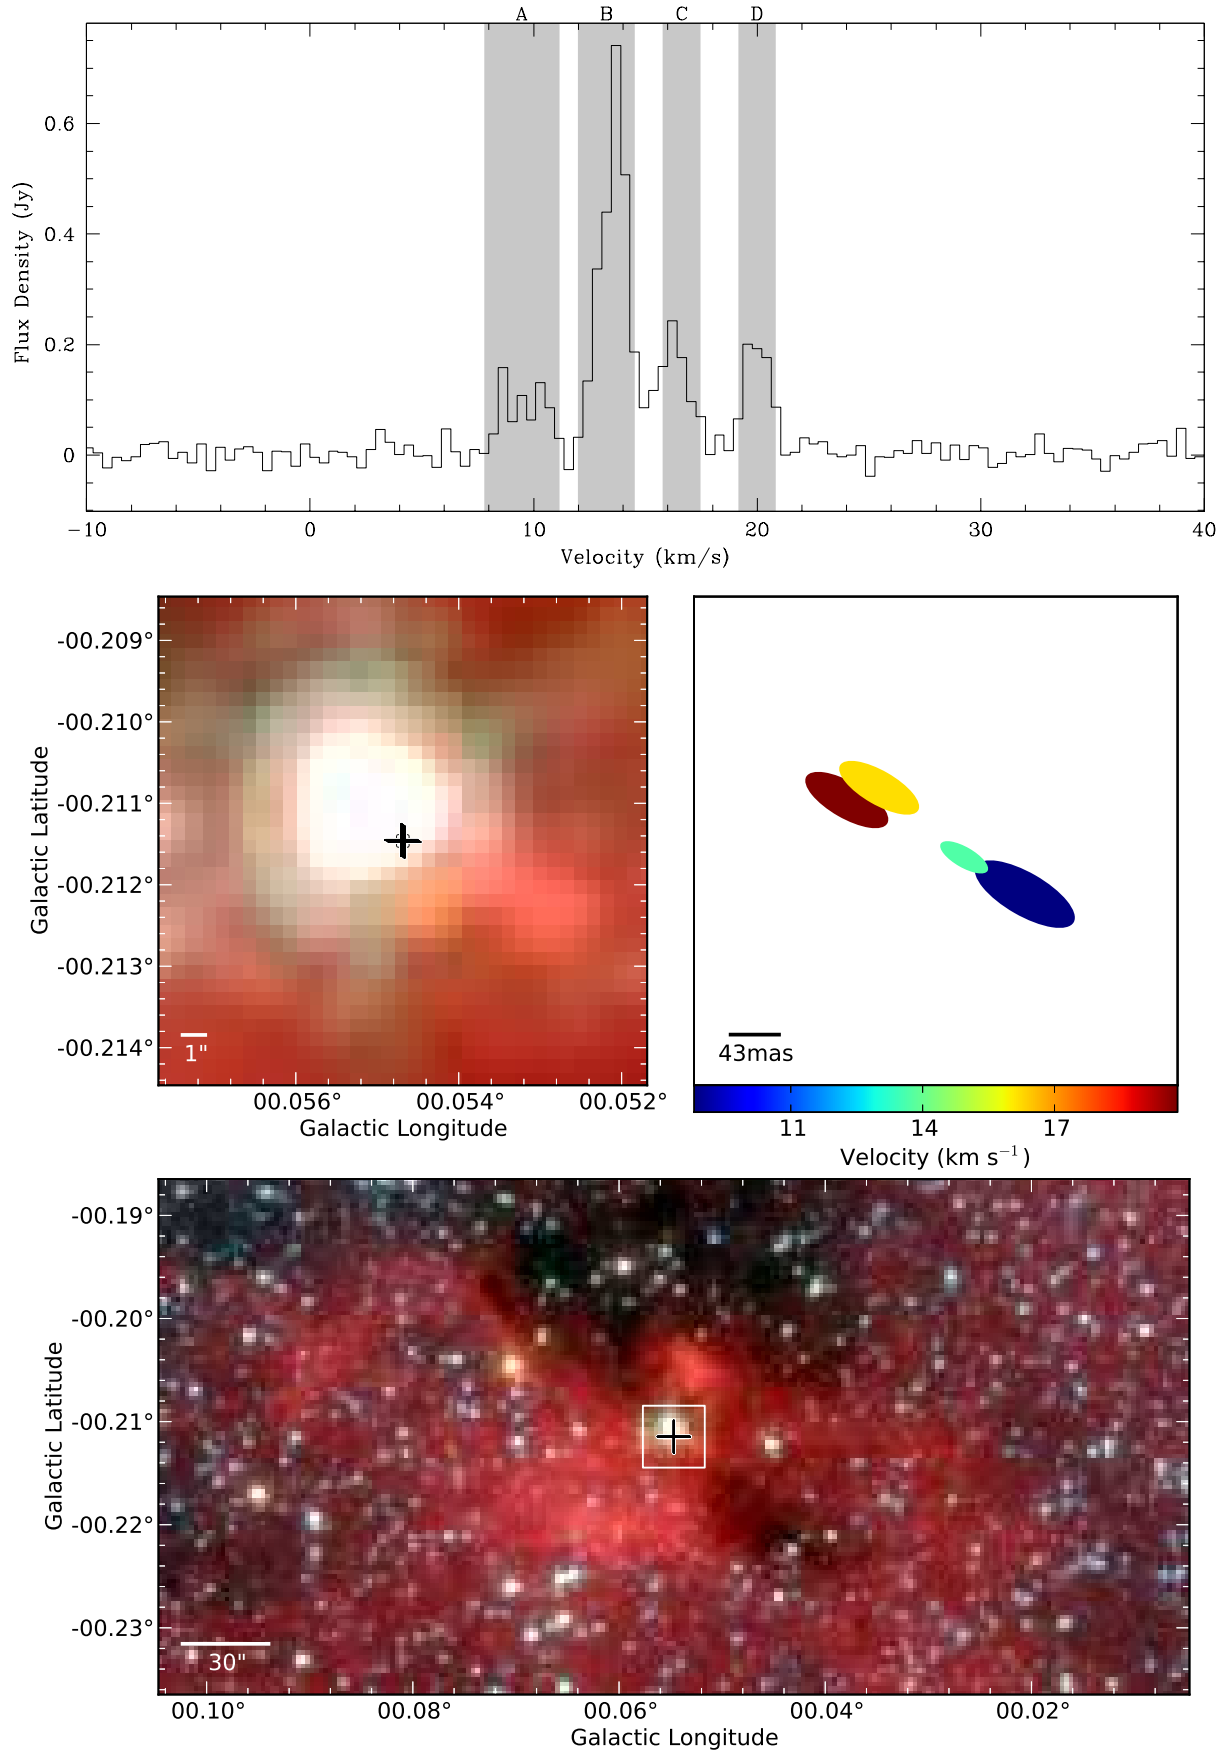 A B C D
0.6
0.4
0.2
0
Flux Density (Jy)
−10 0 10 20 30 40
Velocity (km/s)
-00.209°
-00.210°
-00.211°
-00.212°
-00.213°
-00.214°
Galactic Latitude
1"
00.056° 00.054° 00.052°
Galactic Longitude
43mas
11 14 17
Velocity (km s⁻¹)
-00.19°
-00.20°
-00.21°
-00.22°
-00.23°
Galactic Latitude
30"
00.10° 00.08° 00.06° 00.04° 00.02°
Galactic Longitude